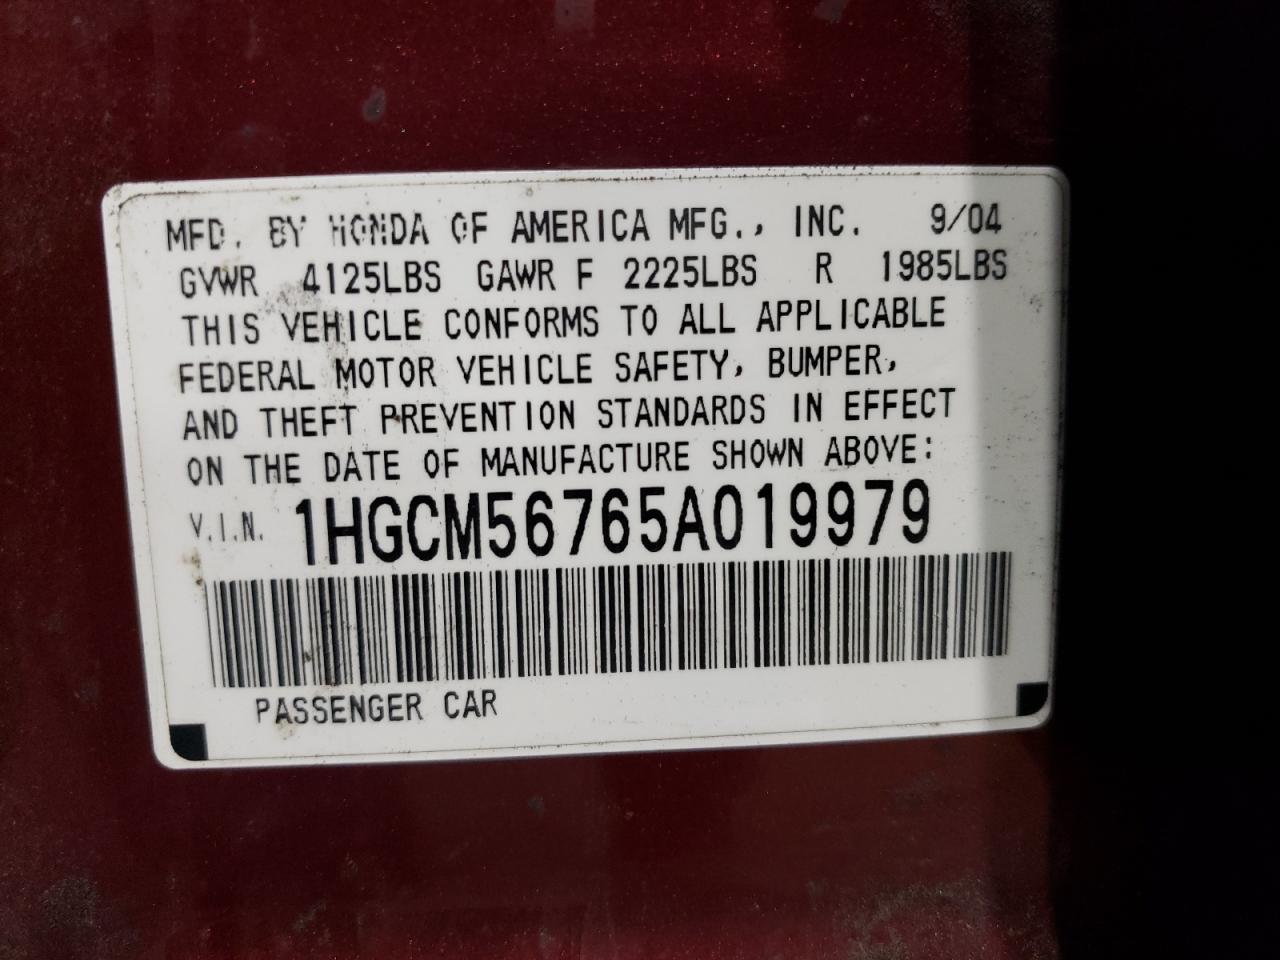 MFD. BY HONDA OF AMERICA MFG., INC. 9/04
GVWR 4125LBS GAWR F 2225LBS R 1985LBS
THIS VEHICLE CONFORMS TO ALL APPLICABLE
FEDERAL MOTOR VEHICLE SAFETY, BUMPER,
AND THEFT PREVENTION STANDARDS IN EFFECT
ON THE DATE OF MANUFACTURE SHOWN ABOVE:
V.I.N. 1HGCM56765A019979
PASSENGER CAR